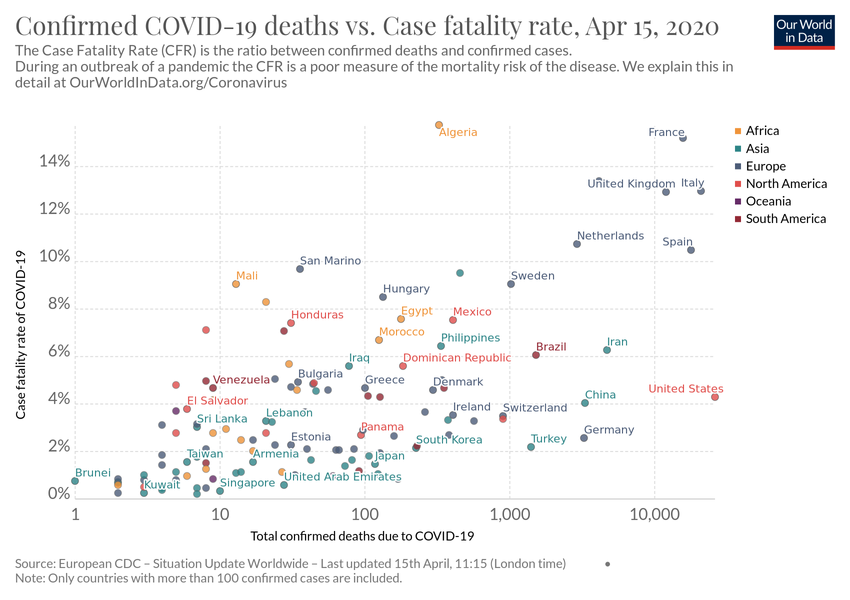 Confirmed COVID-19 deaths vs. Case fatality rate, Apr 15, 2020
Our World
in Data
The Case Fatality Rate (CFR) is the ratio between confirmed deaths and confirmed cases.
During an outbreak of a pandemic the CFR is a poor measure of the mortality risk of the disease. We explain this in
detail at OurWorldInData.org/Coronavirus
Case fatality rate of COVID-19
14%
12%
10%
8%
6%
4%
2%
0%
Algeria
France
United Kingdom
Italy
Netherlands
Spain
San Marino
Mali
Sweden
Hungary
Honduras
Egypt
Mexico
Morocco
Philippines
Brazil
Iran
Iraq
Dominican Republic
Venezuela
Bulgaria
Greece
Denmark
United States
El Salvador
China
Sri Lanka
Lebanon
Ireland
Switzerland
Estonia
Panama
South Korea
Turkey
Germany
Taiwan
Armenia
Japan
Brunei
Kuwait
Singapore
United Arab Emirates
1
10
100
1,000
10,000
Total confirmed deaths due to COVID-19
Africa
Asia
Europe
North America
Oceania
South America
Source: European CDC – Situation Update Worldwide – Last updated 15th April, 11:15 (London time)
Note: Only countries with more than 100 confirmed cases are included.